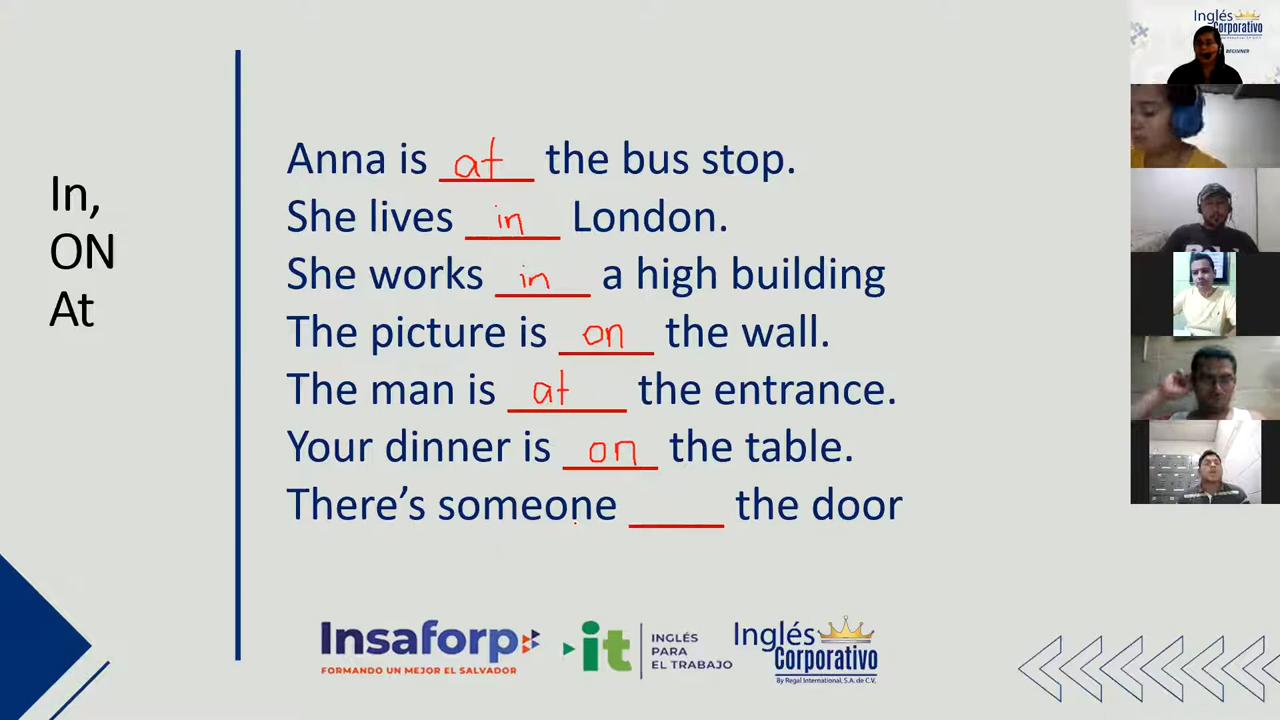 In,
ON
At
Anna is at the bus stop.
She lives in London.
She works in a high building
The picture is on the wall.
The man is at the entrance.
Your dinner is on the table.
There’s someone _____ the door
Insaforp
FORMANDO UN MEJOR EL SALVADOR
it
INGLÉS
PARA
EL TRABAJO
Inglés
Corporativo
By Regal International, S.A. de C.V.
Inglés
Corporativo
BEGINNER